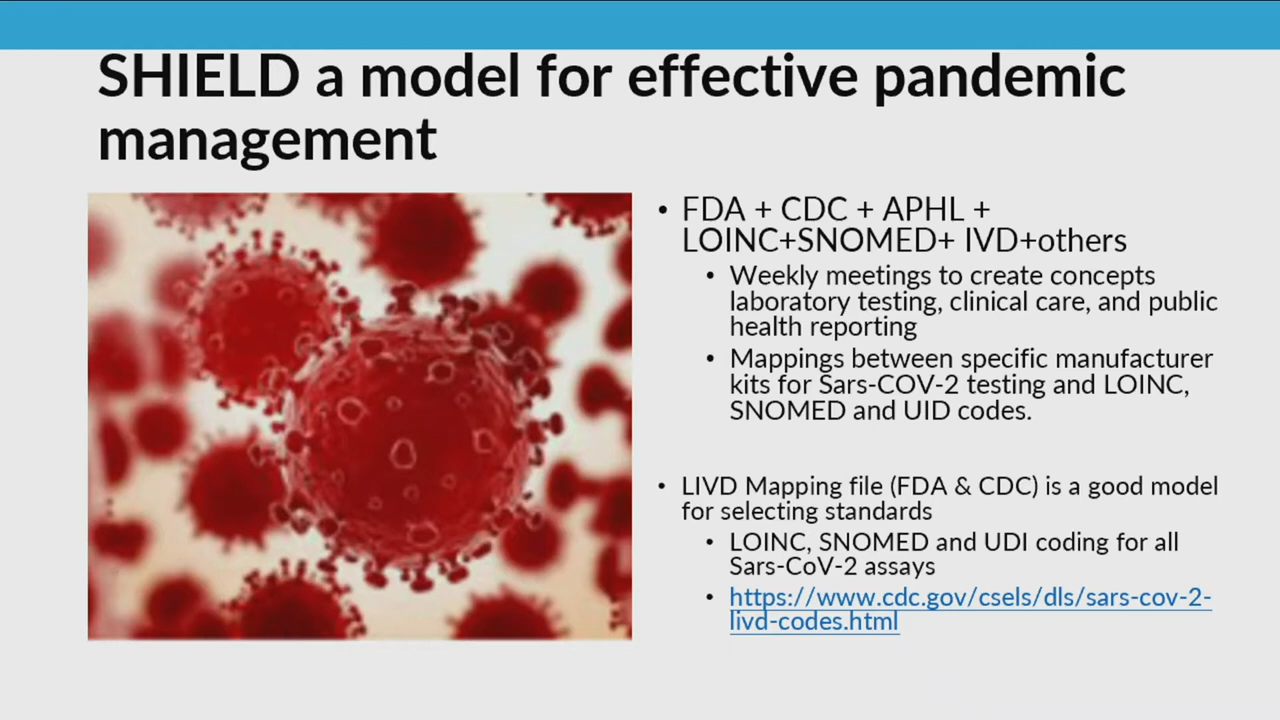 SHIELD a model for effective pandemic
management
• FDA + CDC + APHL +
LOINC+SNOMED+ IVD+others
• Weekly meetings to create concepts
laboratory testing, clinical care, and public
health reporting
• Mappings between specific manufacturer
kits for Sars-COV-2 testing and LOINC,
SNOMED and UID codes.
• LIVD Mapping file (FDA & CDC) is a good model
for selecting standards
• LOINC, SNOMED and UDI coding for all
Sars-CoV-2 assays
• https://www.cdc.gov/csels/dls/sars-cov-2-
livd-codes.html